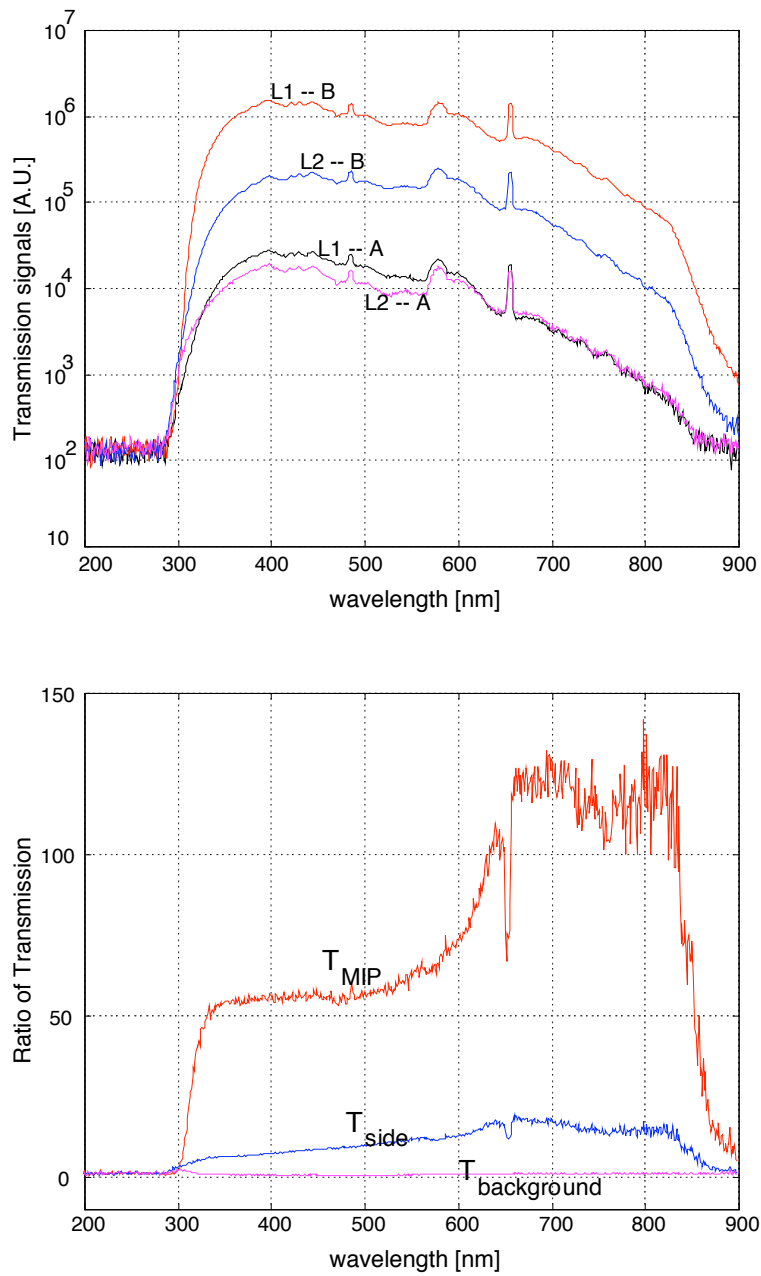 10^7
10^6
10^5
10^4
10^3
10^2
10
Transmission signals [A.U.]
L1 -- B
L2 -- B
L1 -- A
L2 -- A
200 300 400 500 600 700 800 900
wavelength [nm]
150
100
50
0
Ratio of Transmission
T_MIP
T_side
T_background
200 300 400 500 600 700 800 900
wavelength [nm]